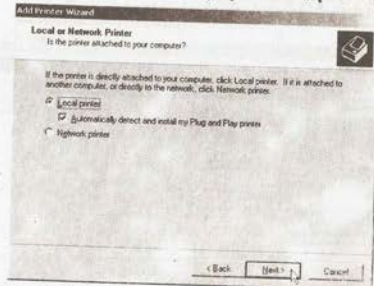 Add Printer Wizard
Local or Network Printer
Is the printer attached to your computer?
If the printer is directly attached to your computer, click Local printer. If it is attached to
another computer, or directly to the network, click Network printer.
Local printer
Automatically detect and install my Plug and Play printer
Network printer
< Back
Next >
Cancel